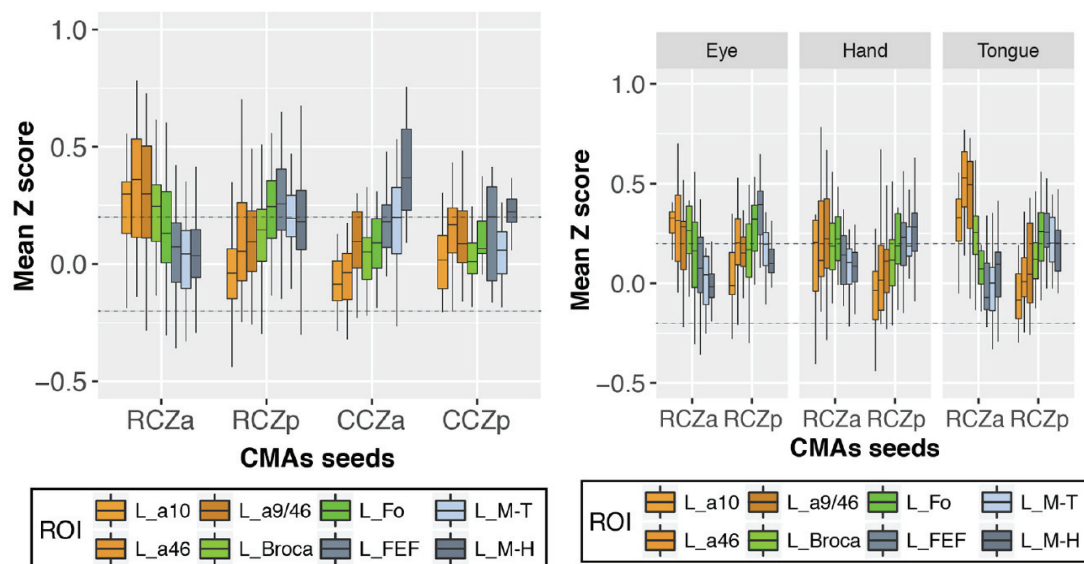 Mean Z score
1.0
0.5
0.0
−0.5
RCZa RCZp CCZa CCZp
CMAs seeds
ROI
L_a10 L_a9/46 L_Fo L_M-T
L_a46 L_Broca L_FEF L_M-H
Eye Hand Tongue
Mean Z score
1.0
0.5
0.0
−0.5
RCZa RCZp RCZa RCZp RCZa RCZp
CMAs seeds
ROI
L_a10 L_a9/46 L_Fo L_M-T
L_a46 L_Broca L_FEF L_M-H